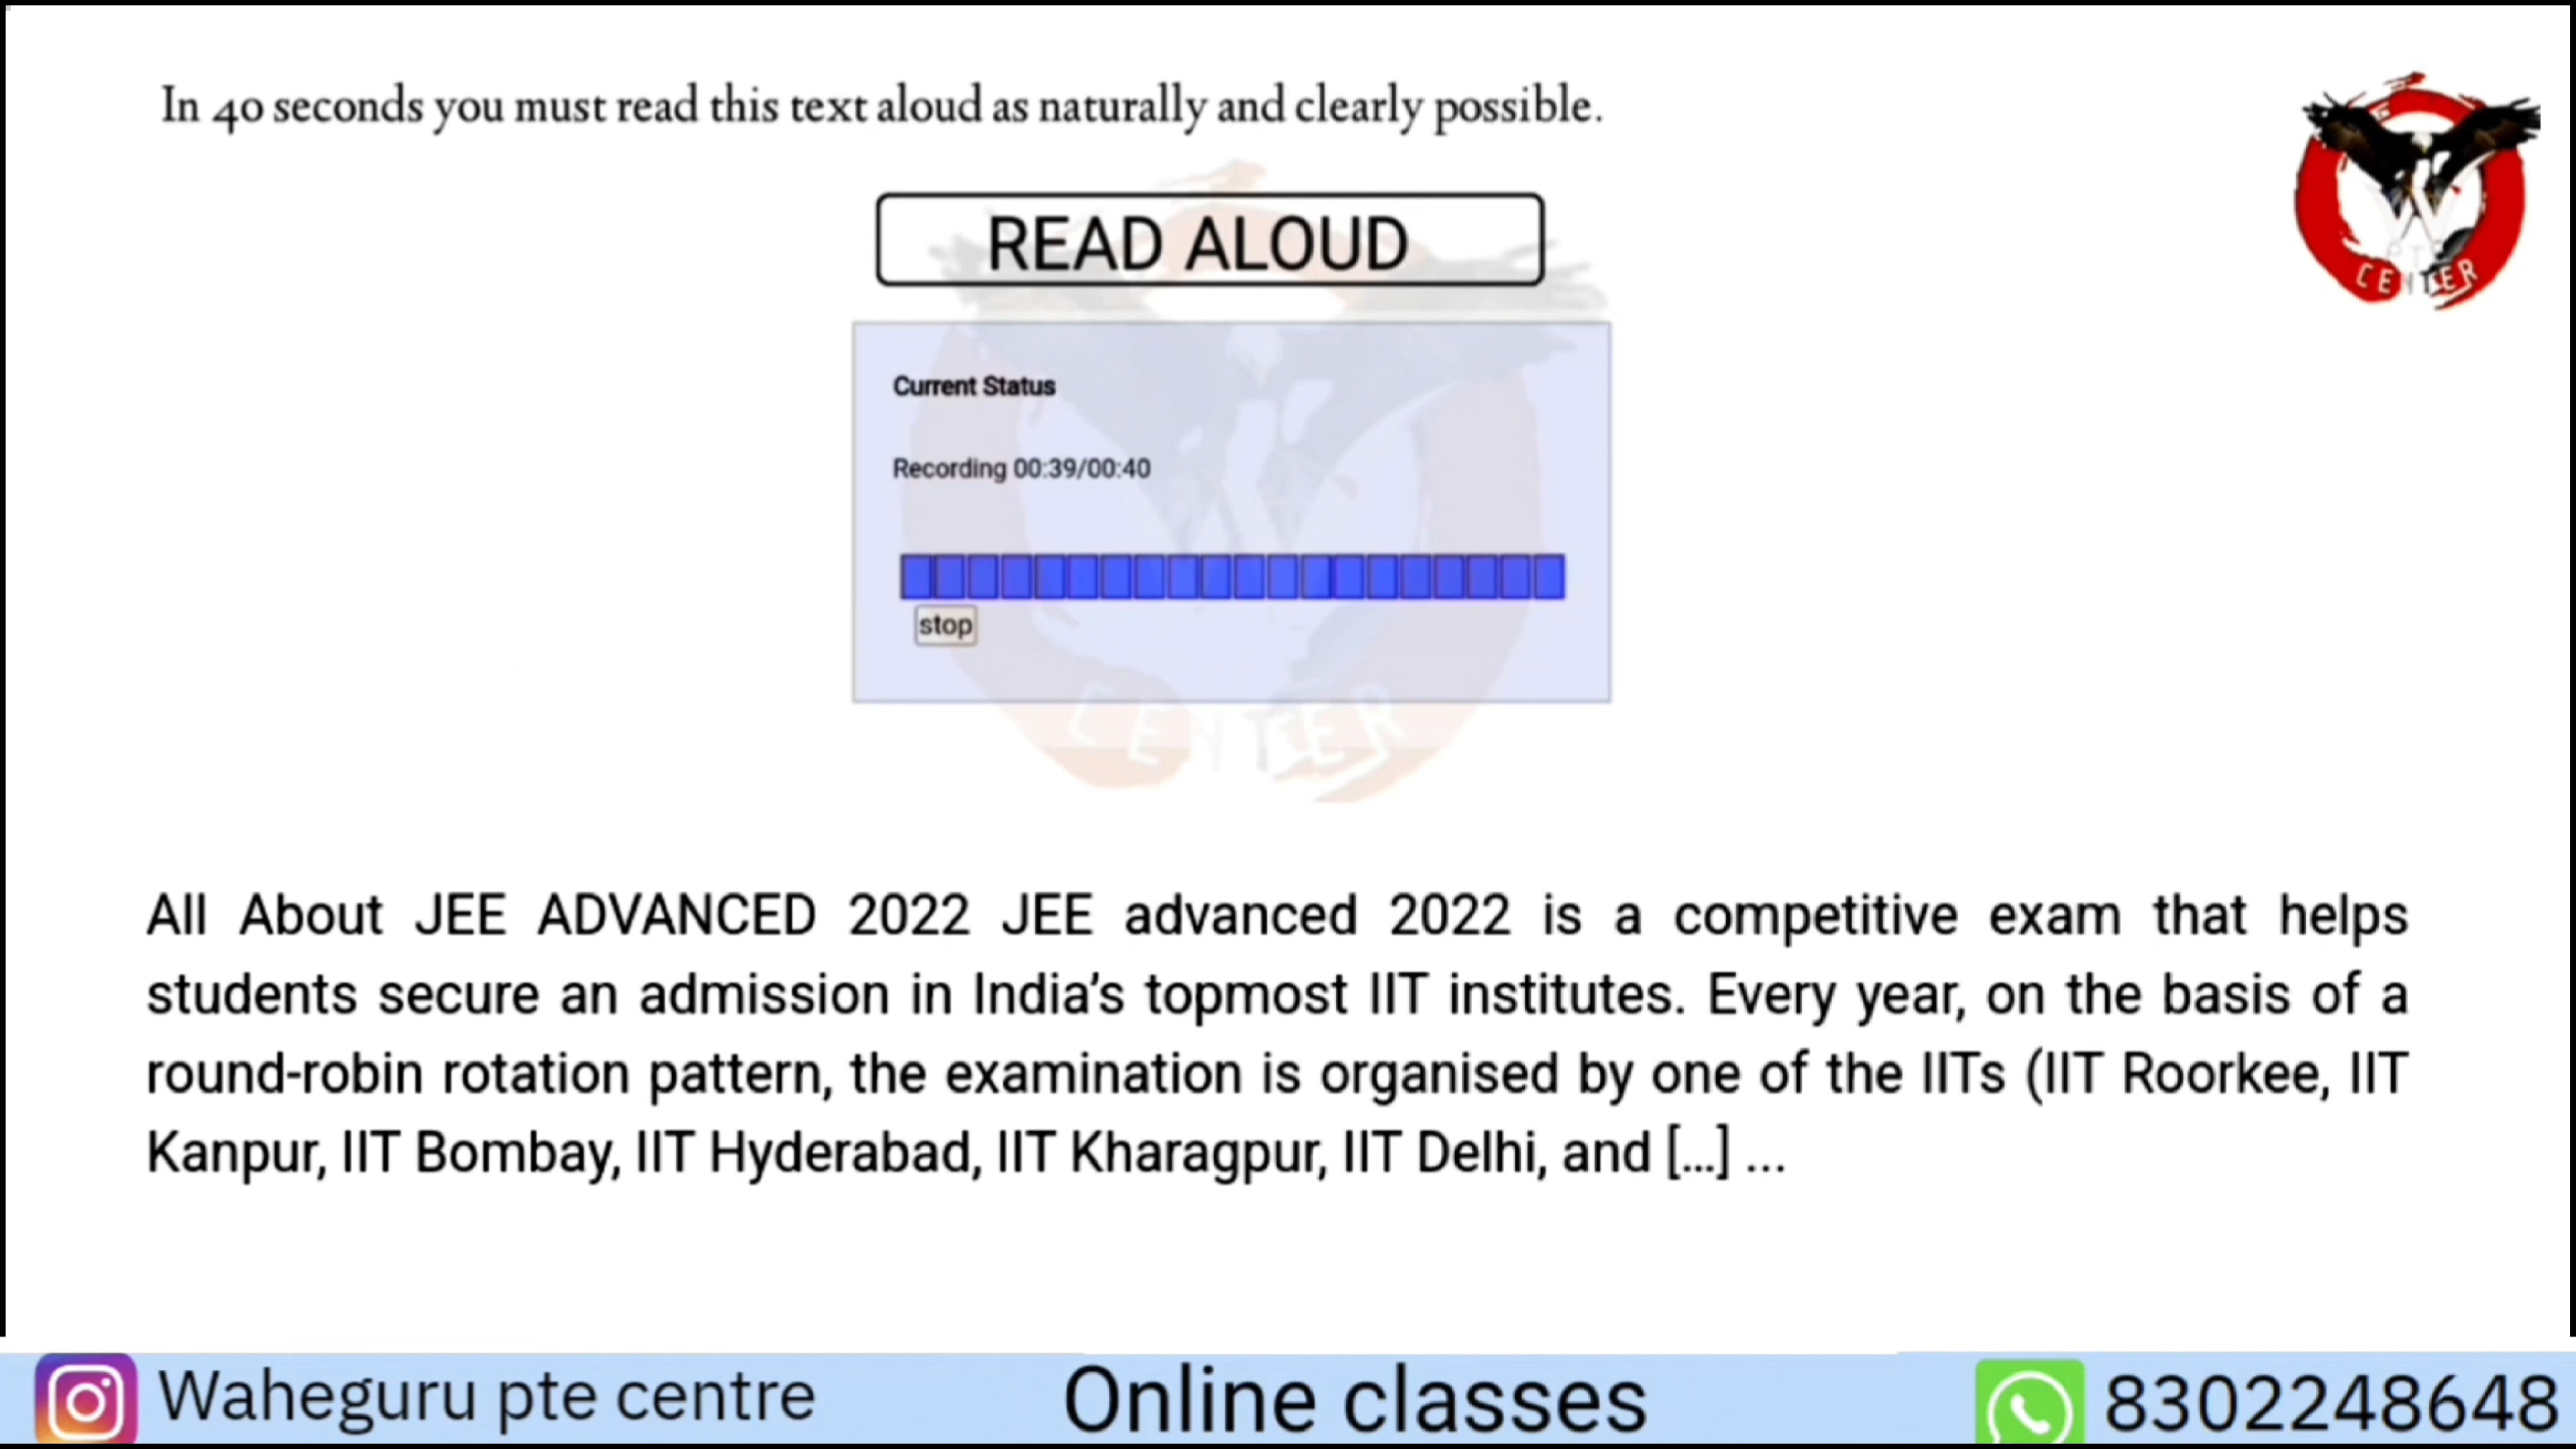 In 40 seconds you must read this text aloud as naturally and clearly possible.
READ ALOUD
Current Status
Recording 00:39/00:40
stop
CENTER
All About JEE ADVANCED 2022 JEE advanced 2022 is a competitive exam that helps
students secure an admission in India’s topmost IIT institutes. Every year, on the basis of a
round-robin rotation pattern, the examination is organised by one of the IITs (IIT Roorkee, IIT
Kanpur, IIT Bombay, IIT Hyderabad, IIT Kharagpur, IIT Delhi, and [...] ...
Waheguru pte centre
Online classes
8302248648